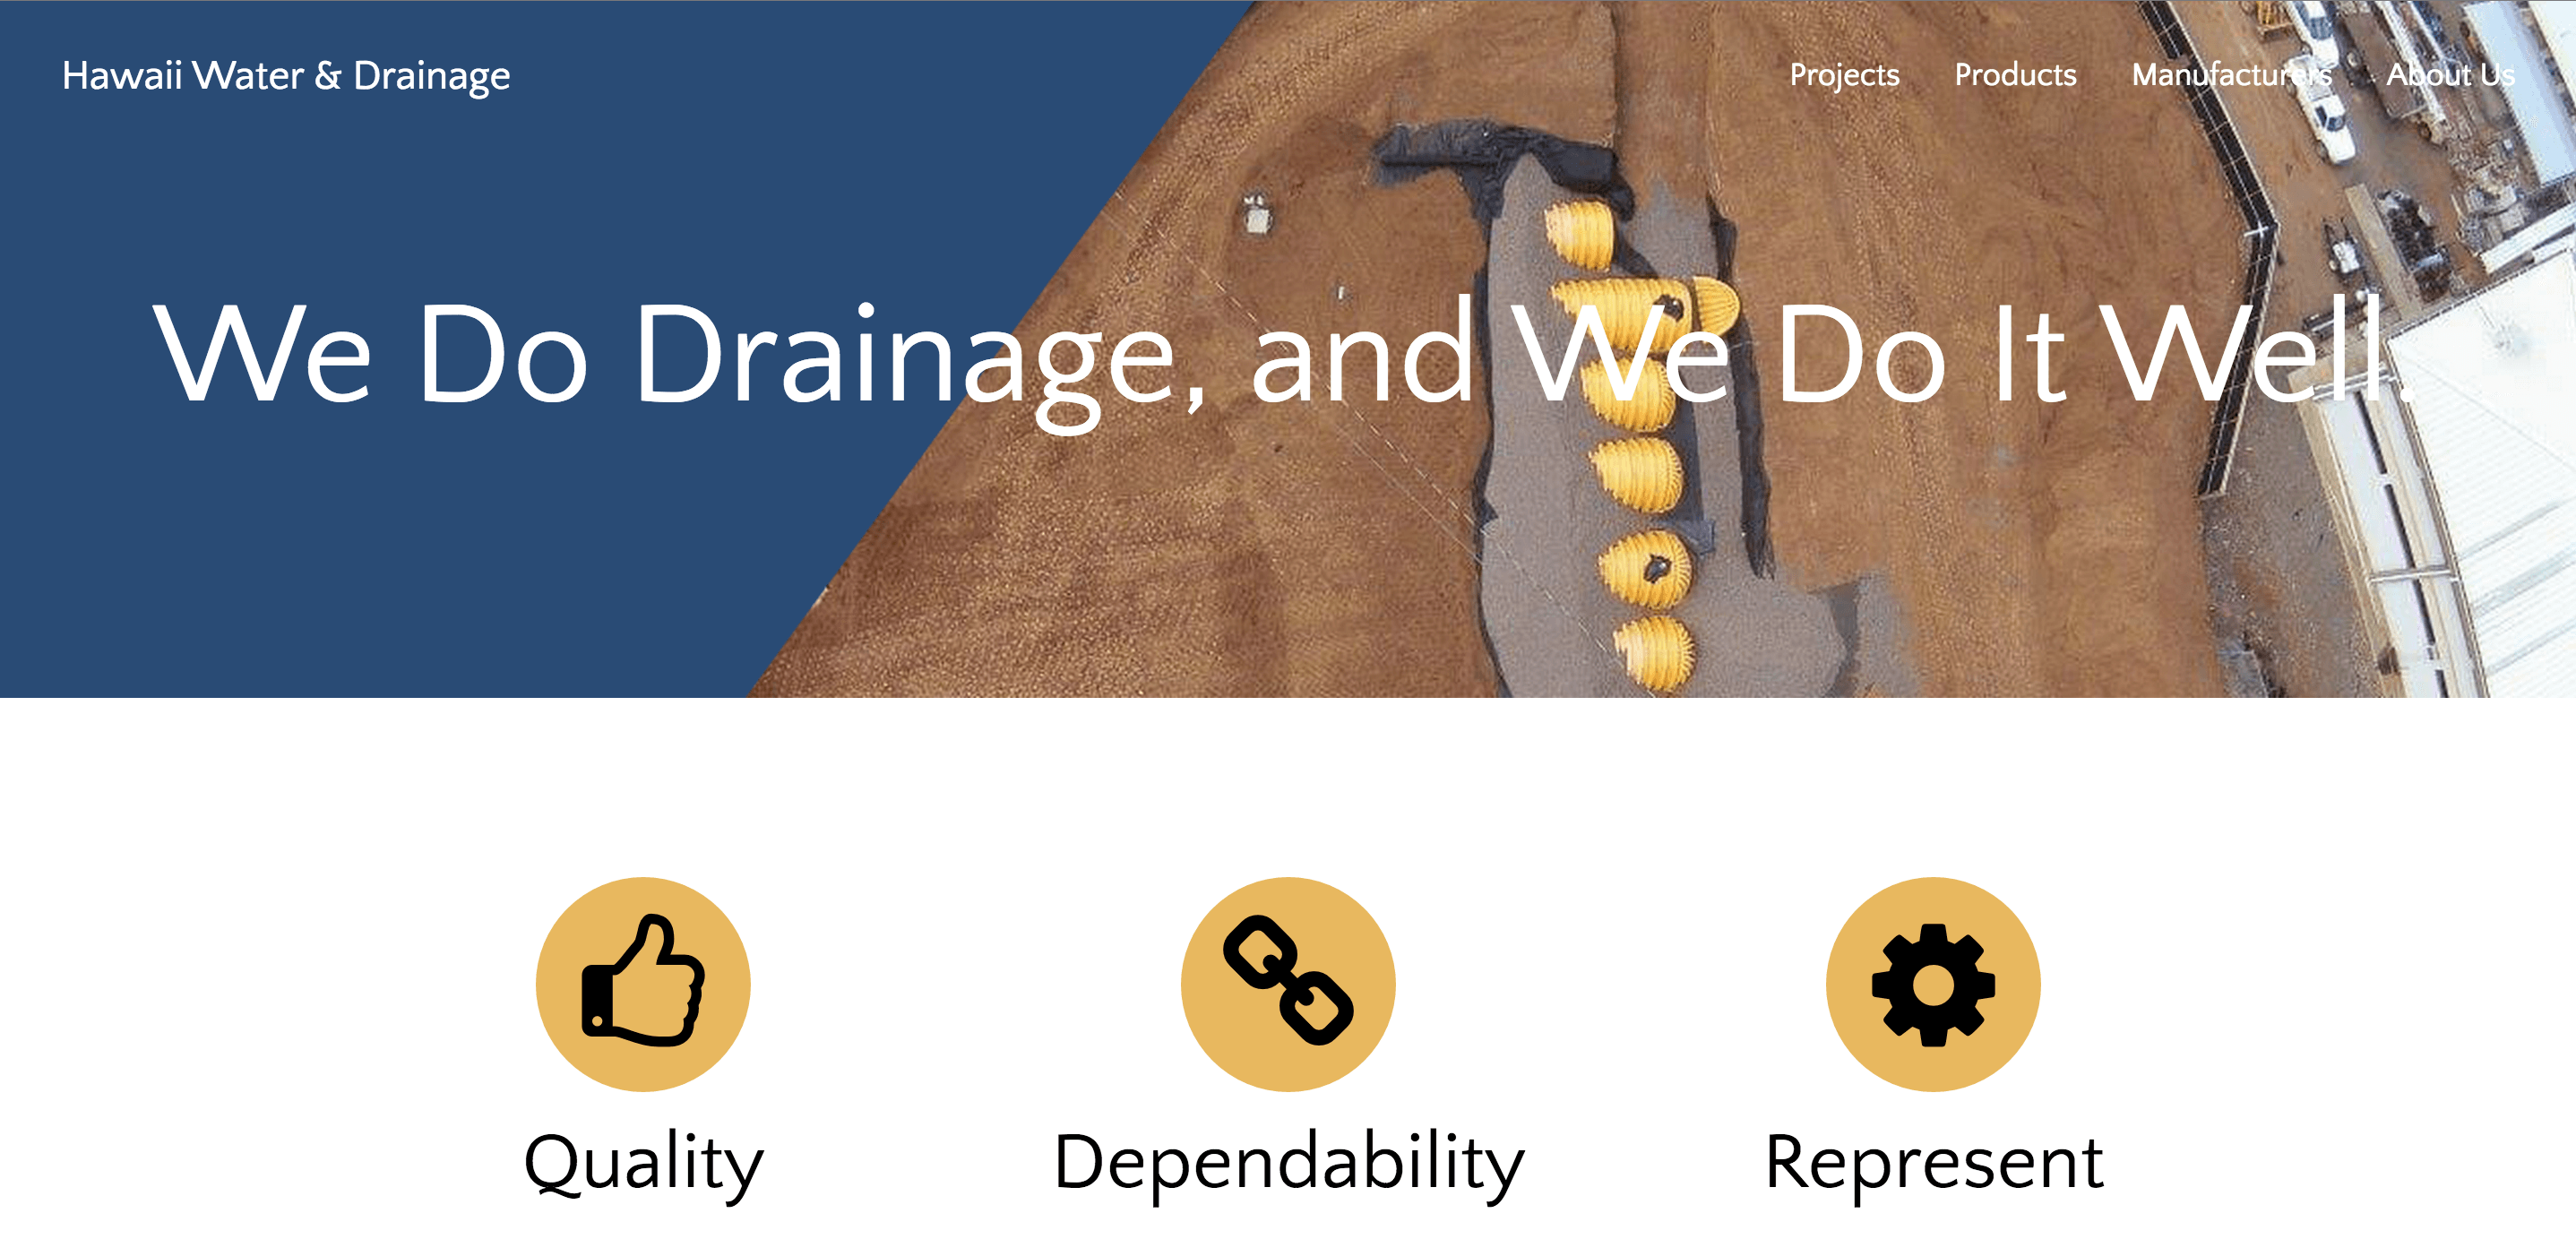 Hawaii Water & Drainage
Projects Products Manufacturers About Us
We Do Drainage, and We Do It Well.
Quality Dependability Represent